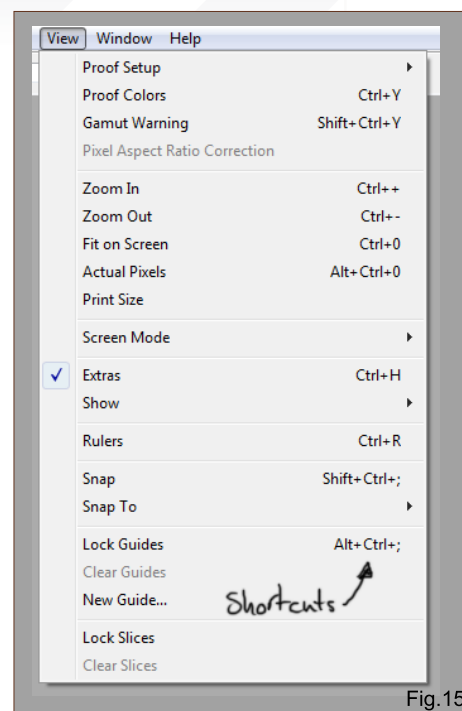 View Window Help
Proof Setup
Proof Colors Ctrl+Y
Gamut Warning Shift+Ctrl+Y
Pixel Aspect Ratio Correction
Zoom In Ctrl++
Zoom Out Ctrl+-
Fit on Screen Ctrl+0
Actual Pixels Alt+Ctrl+0
Print Size
Screen Mode
Extras Ctrl+H
Show
Rulers Ctrl+R
Snap Shift+Ctrl+;
Snap To
Lock Guides Alt+Ctrl+;
Clear Guides
New Guide...
Shortcuts
Lock Slices
Clear Slices
Fig.15